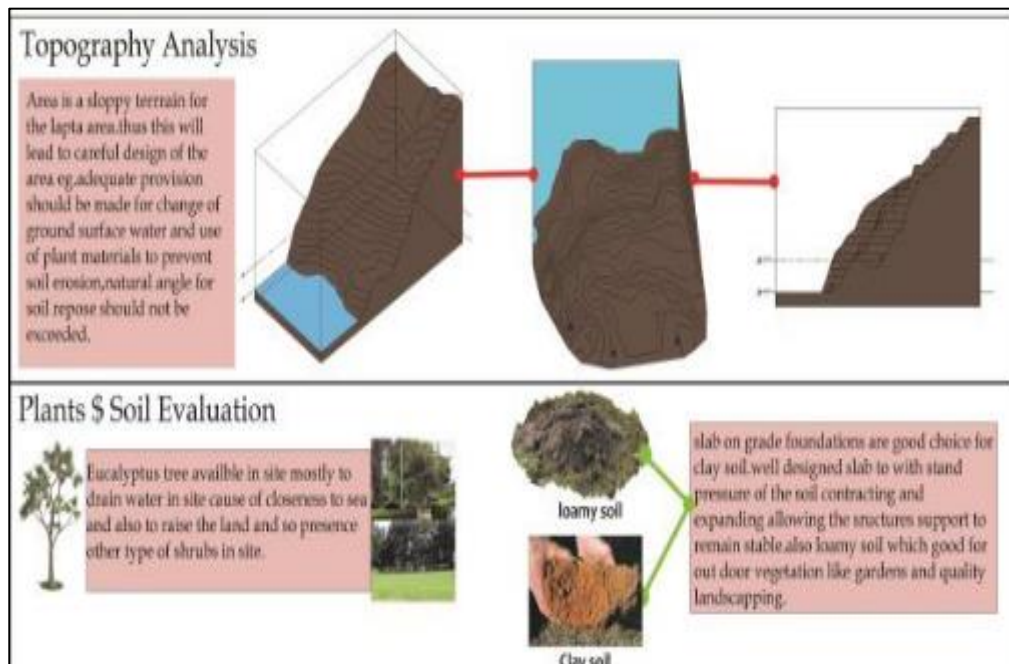 Topography Analysis
Area is a sloppy terrrain for
the lapta area.thus this will
lead to careful design of the
area eg.adequate provision
should be made for change of
ground surface water and use
of plant materials to prevent
soil erosion,natural angle for
soil repose should not be
exceeded.
Plants $ Soil Evaluation
Eucalyptus tree availble in site mostly to
drain water in site cause of closeness to sea
and also to raise the land and so presence
other type of shrubs in site.
loamy soil
Clay soil
slab on grade foundations are good choice for
clay soil.well designed slab to with stand
pressure of the soil contracting and
expanding allowing the sructures support to
remain stable.also loamy soil which good for
out door vegetation like gardens and quality
landscapping.